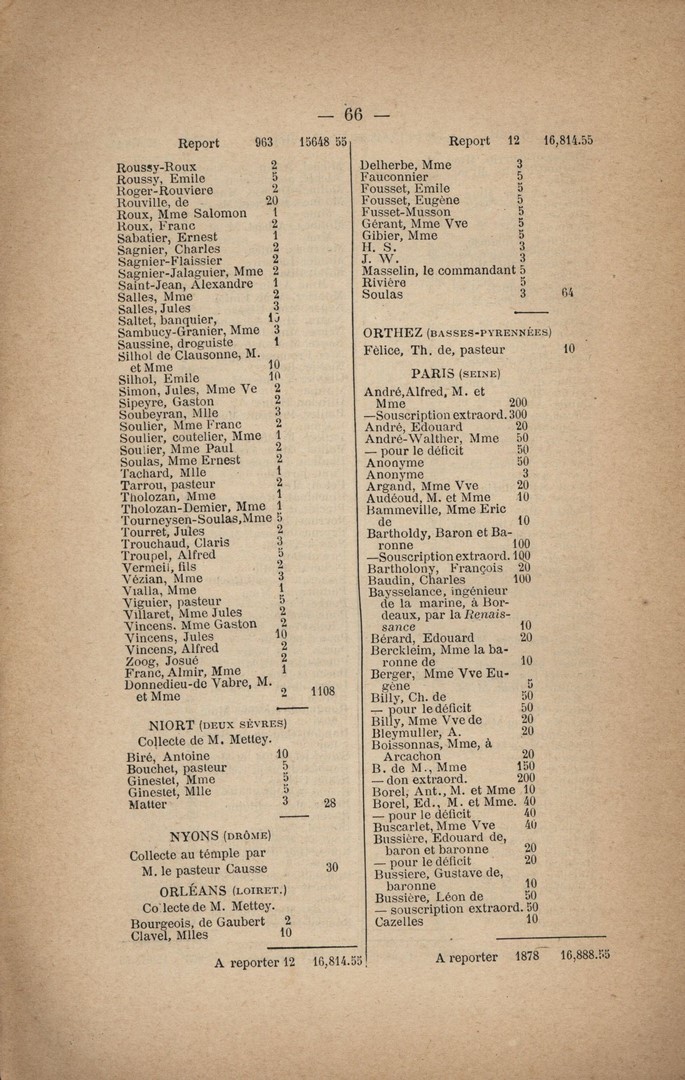 — 66 —
Report 963 15648 55
Roussy-Roux 2
Roussy, Emile 5
Roger-Rouviere 2
Rouville, de 20
Roux, Mme Salomon 1
Roux, Franc 2
Sabatier, Ernest 1
Sagnier, Charles 2
Sagnier-Flaissier 2
Sagnier-Jalaguier, Mme 2
Saint-Jean, Alexandre 1
Salles, Mme 2
Salles, Jules 3
Saltet, banquier, 15
Sambucy-Granier, Mme 3
Saussine, droguiste 1
Silhol de Clausonne, M.
et Mme 10
Silhol, Emile 10
Simon, Jules, Mme Ve 2
Sipeyre, Gaston 2
Soubeyran, Mlle 3
Soulier, Mme Franc 2
Soulier, coutelier, Mme 1
Soulier, Mme Paul 2
Soulas, Mme Ernest 2
Tachard, Mlle 1
Tarrou, pasteur 2
Tholozan, Mme 1
Tholozan-Demier, Mme 1
Tourneysen-Soulas,Mme 5
Tourret, Jules 2
Trouchaud, Claris 3
Troupel, Alfred 5
Vermeil, fils 2
Vézian, Mme 3
Vialla, Mme 1
Viguier, pasteur 5
Villaret, Mme Jules 2
Vincens. Mme Gaston 2
Vincens, Jules 10
Vincens, Alfred 2
Zoog, Josué 2
Franc, Almir, Mme 1
Donnedieu-de Vabre, M.
et Mme 2 1108
NIORT (DEUX SÈVRES)
Collecte de M. Mettey.
Biré, Antoine 10
Bouchet, pasteur 5
Ginestet, Mme 5
Ginestet, Mlle 5
Matter 3 28
NYONS (DRÔME)
Collecte au témple par
M. le pasteur Causse 30
ORLÉANS (LOIRET.)
Collecte de M. Mettey.
Bourgeois, de Gaubert 2
Clavel, Mlles 10
A reporter 12 16,814.55
Report 12 16,814.55
Delherbe, Mme 3
Fauconnier 5
Fousset, Emile 5
Fousset, Eugène 5
Fusset-Musson 5
Gérant, Mme Vve 5
Gibier, Mme 5
H. S. 3
J. W. 3
Masselin, le commandant 5
Rivière 5
Soulas 3 64
ORTHEZ (BASSES-PYRENNÉES)
Félice, Th. de, pasteur 10
PARIS (SEINE)
André,Alfred, M. et
Mme 200
—Souscription extraord. 300
André, Edouard 20
André-Walther, Mme 50
— pour le déficit 50
Anonyme 50
Anonyme 3
Argand, Mme Vve 20
Audéoud, M. et Mme 10
Bammeville, Mme Eric
de 10
Bartholdy, Baron et Ba-
ronne 100
—Souscription extraord. 100
Bartholony, François 20
Baudin, Charles 100
Baysselance, ingénieur
de la marine, à Bor-
deaux, par la Renais-
sance 10
Bérard, Edouard 20
Berckleim, Mme la ba-
ronne de 10
Berger, Mme Vve Eu-
gène 5
Billy, Ch. de 50
— pour le déficit 50
Billy, Mme Vve de 20
Bleymuller, A. 20
Boissonnas, Mme, à
Arcachon 20
B. de M., Mme 150
— don extraord. 200
Borel, Ant., M. et Mme 10
Borel, Ed., M. et Mme. 40
— pour le déficit 40
Buscarlet, Mme Vve 40
Bussière, Edouard de,
baron et baronne 20
— pour le déficit 20
Bussiere, Gustave de,
baronne 10
Bussière, Léon de 50
— souscription extraord. 50
Cazelles 10
A reporter 1878 16,888.55